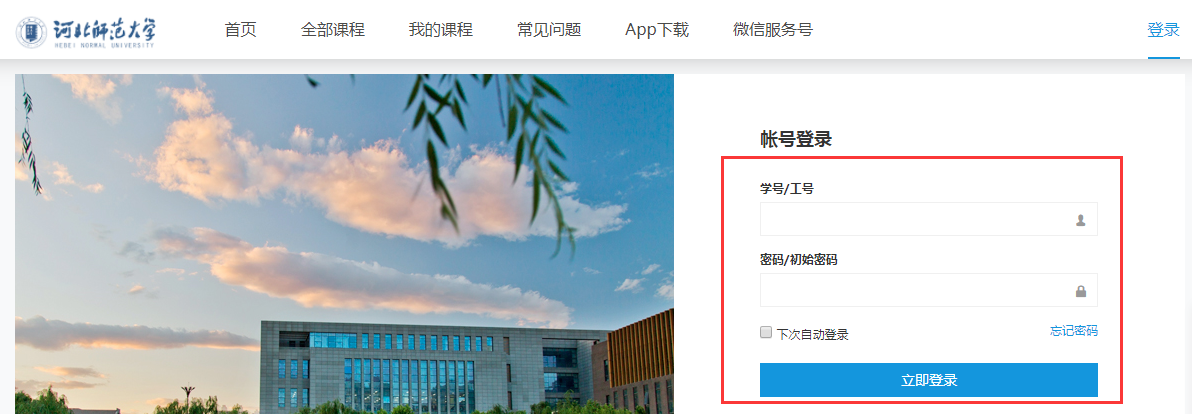 河北师范大学
HEBEI NORMAL UNIVERSITY
首页 全部课程 我的课程 常见问题 App下载 微信服务号 登录
帐号登录
学号/工号
密码/初始密码
下次自动登录 忘记密码
立即登录